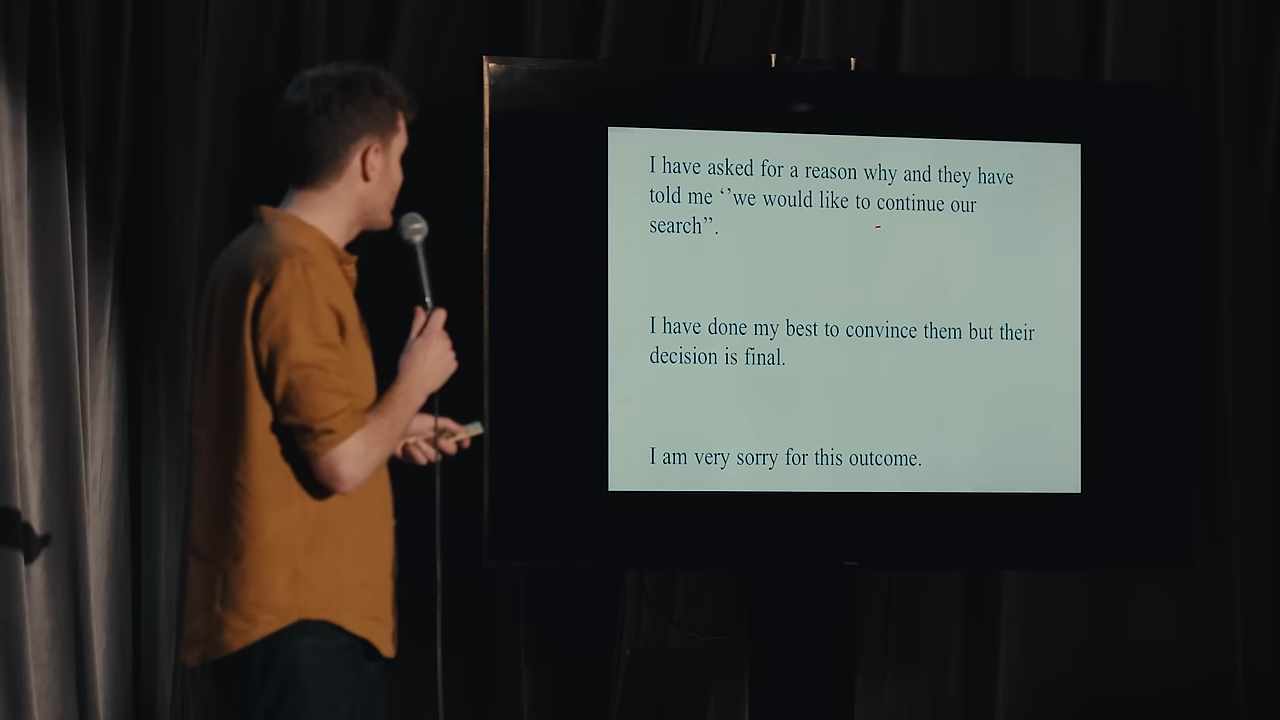 I have asked for a reason why and they have
told me ‘’we would like to continue our
search”.
I have done my best to convince them but their
decision is final.
I am very sorry for this outcome.